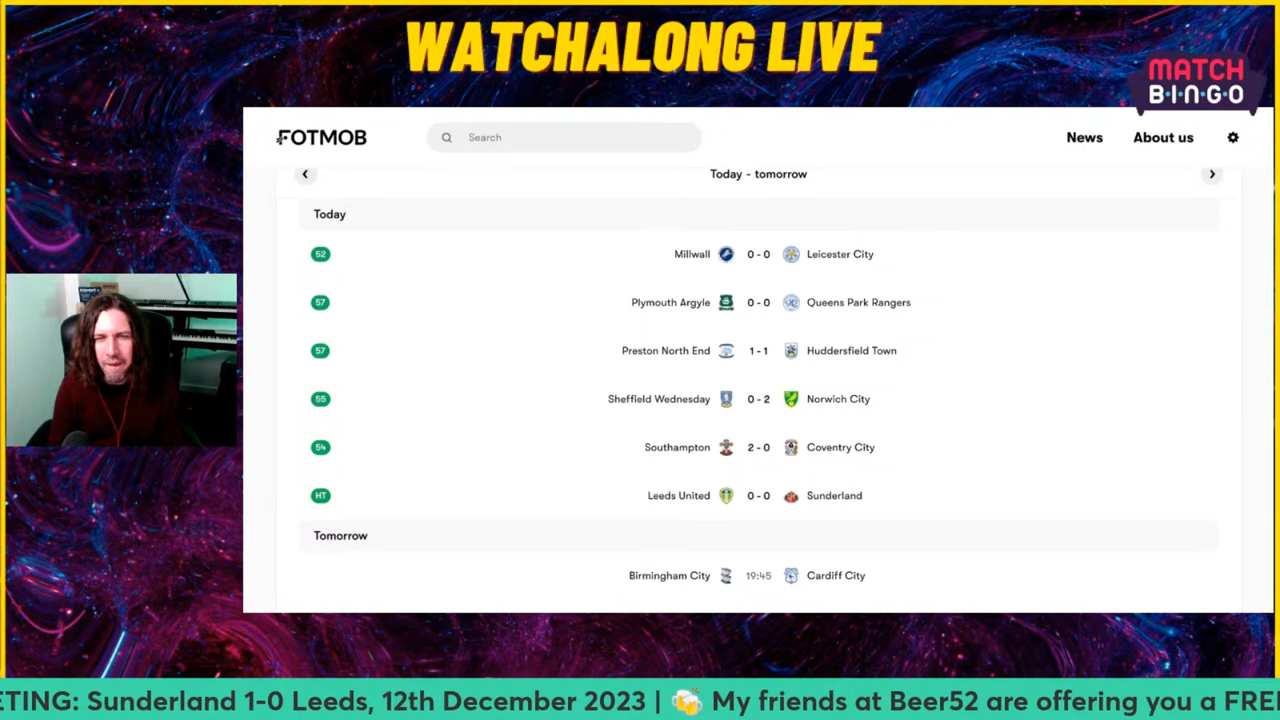 WATCHALONG LIVE
MATCH
B·I·N·G·O
FOTMOB
Search
News
About us
Today - tomorrow
Today
52 Millwall 0 - 0 Leicester City
57 Plymouth Argyle 0 - 0 Queens Park Rangers
57 Preston North End 1 - 1 Huddersfield Town
55 Sheffield Wednesday 0 - 2 Norwich City
54 Southampton 2 - 0 Coventry City
HT Leeds United 0 - 0 Sunderland
Tomorrow
Birmingham City 19:45 Cardiff City
ETING: Sunderland 1-0 Leeds, 12th December 2023 | 🍻 My friends at Beer52 are offering you a FREE